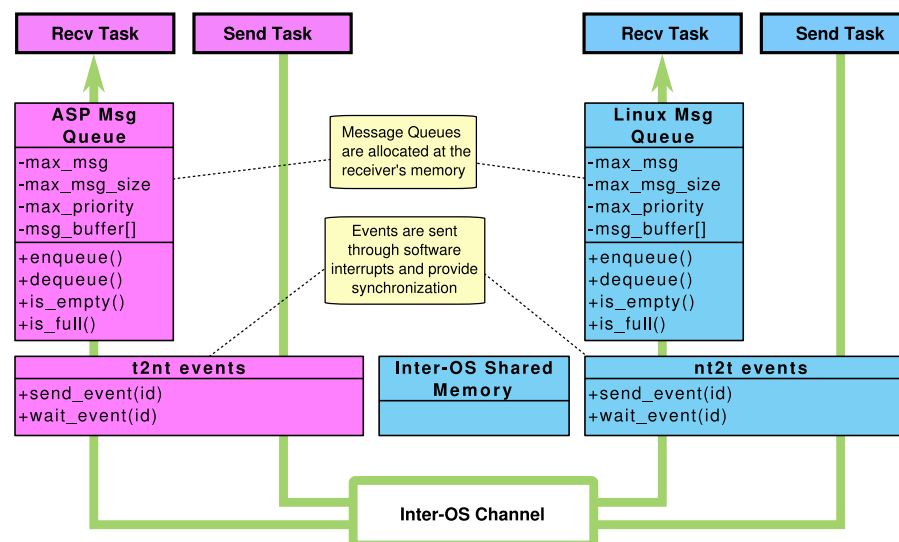 Recv Task
Send Task
Recv Task
Send Task
ASP Msg
Queue
-max_msg
-max_msg_size
-max_priority
-msg_buffer[]
+enqueue()
+dequeue()
+is_empty()
+is_full()
Message Queues
are allocated at the
receiver's memory
Events are sent
through software
interrupts and provide
synchronization
Linux Msg
Queue
-max_msg
-max_msg_size
-max_priority
-msg_buffer[]
+enqueue()
+dequeue()
+is_empty()
+is_full()
t2nt events
+send_event(id)
+wait_event(id)
Inter-OS Shared
Memory
nt2t events
+send_event(id)
+wait_event(id)
Inter-OS Channel